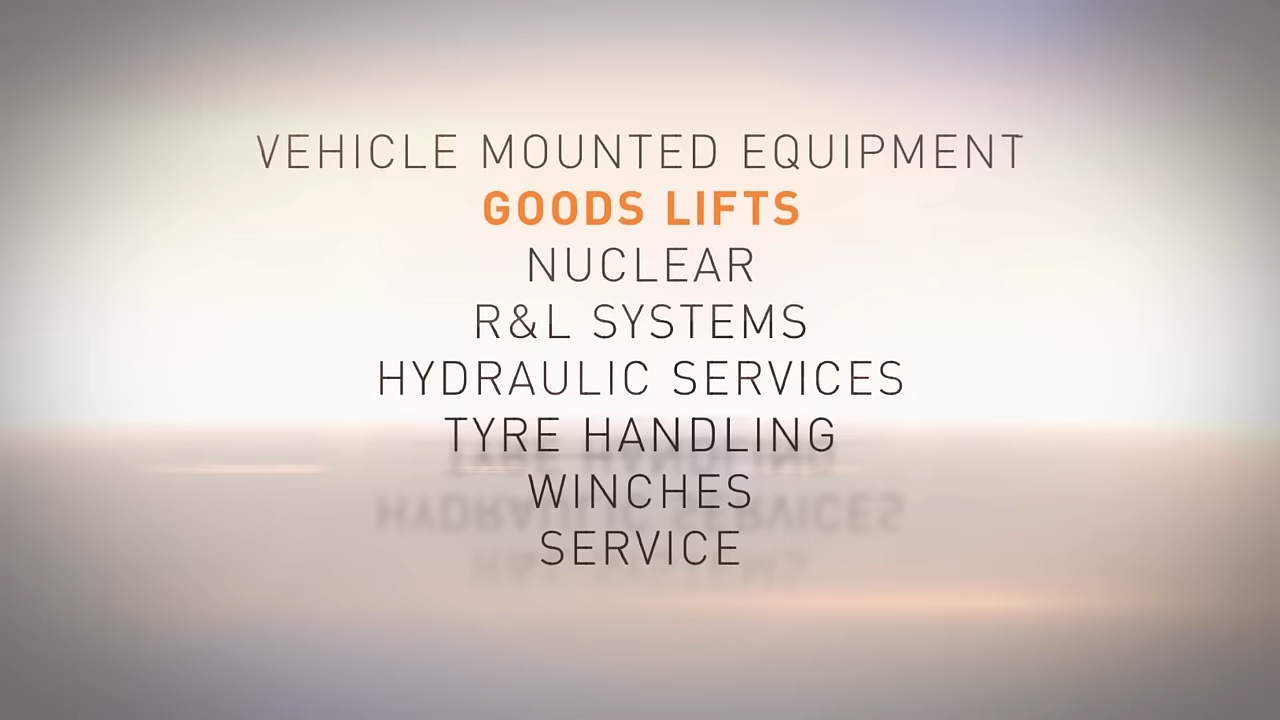 VEHICLE MOUNTED EQUIPMENT
GOODS LIFTS
NUCLEAR
R&L SYSTEMS
HYDRAULIC SERVICES
TYRE HANDLING
WINCHES
SERVICE